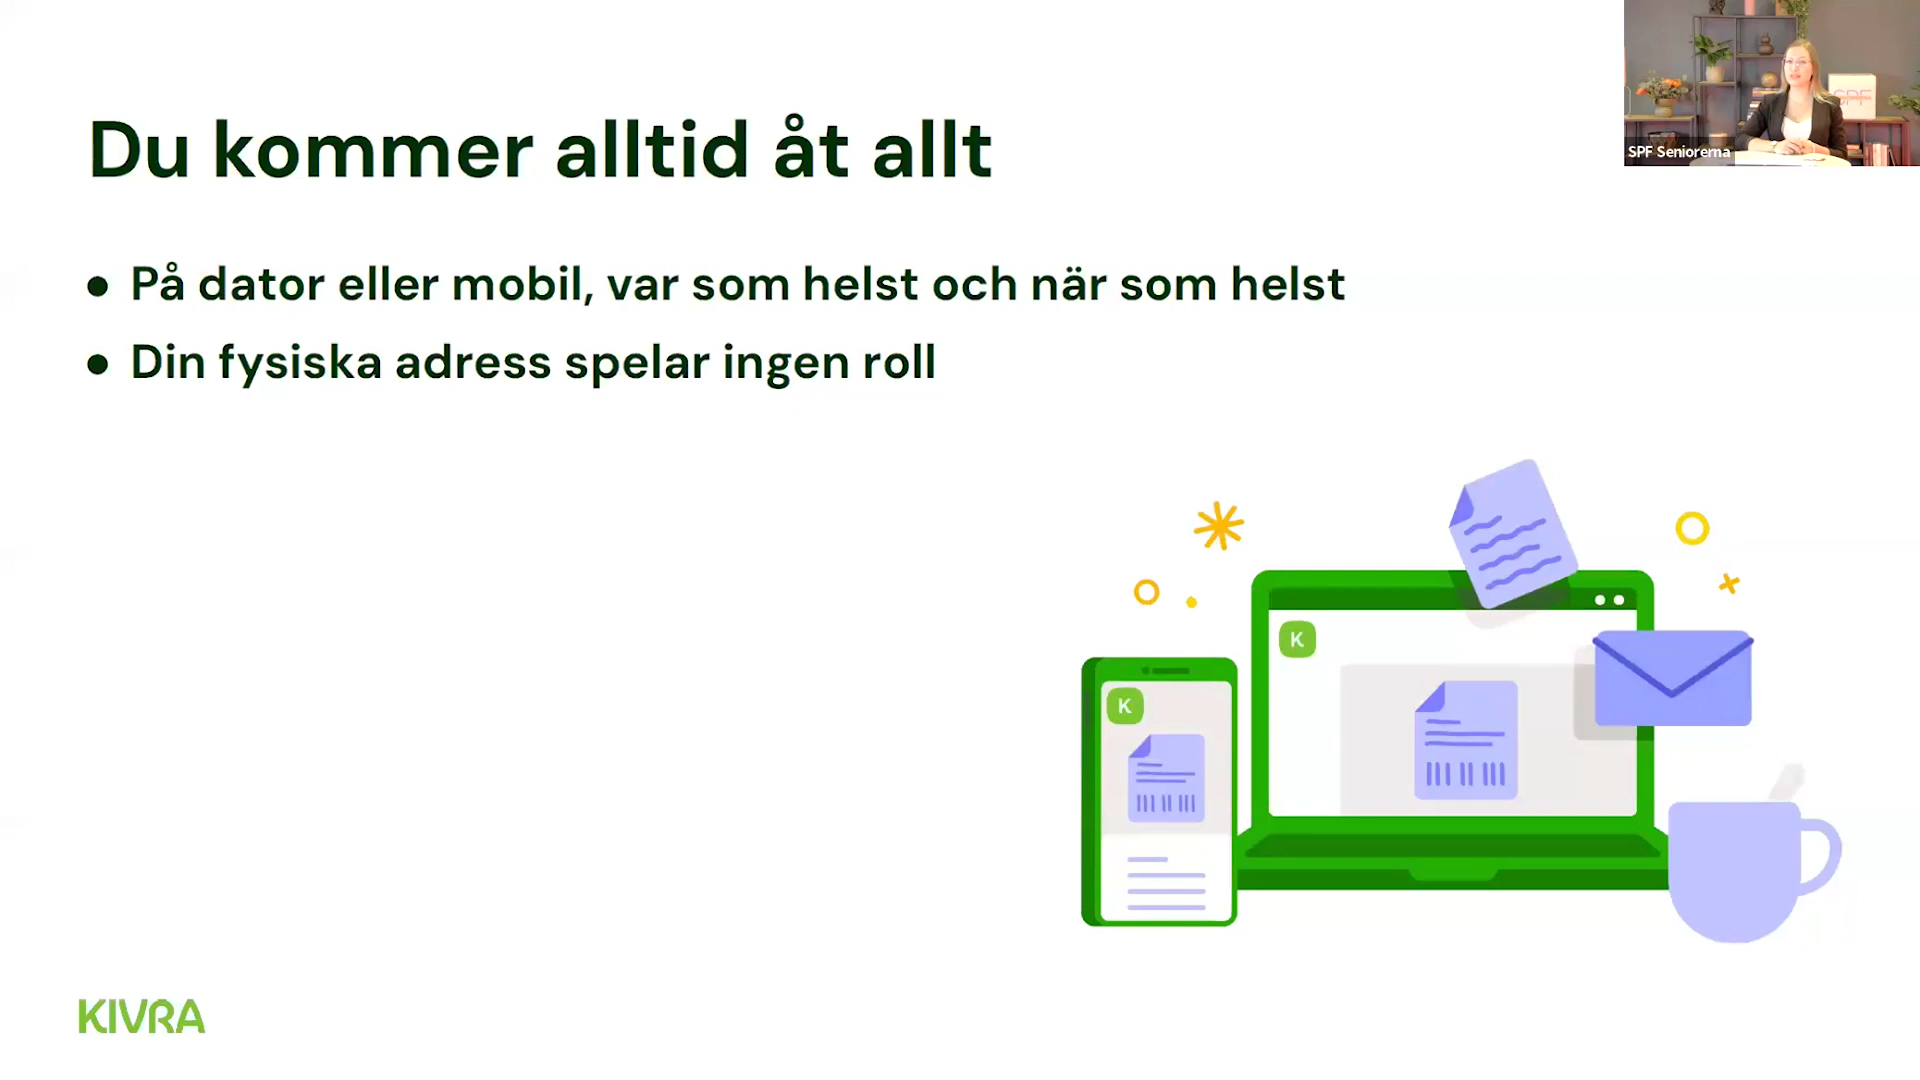 Du kommer alltid åt allt
SPF
SPF Seniorerna
● På dator eller mobil, var som helst och när som helst
● Din fysiska adress spelar ingen roll
K
K
KIVRA